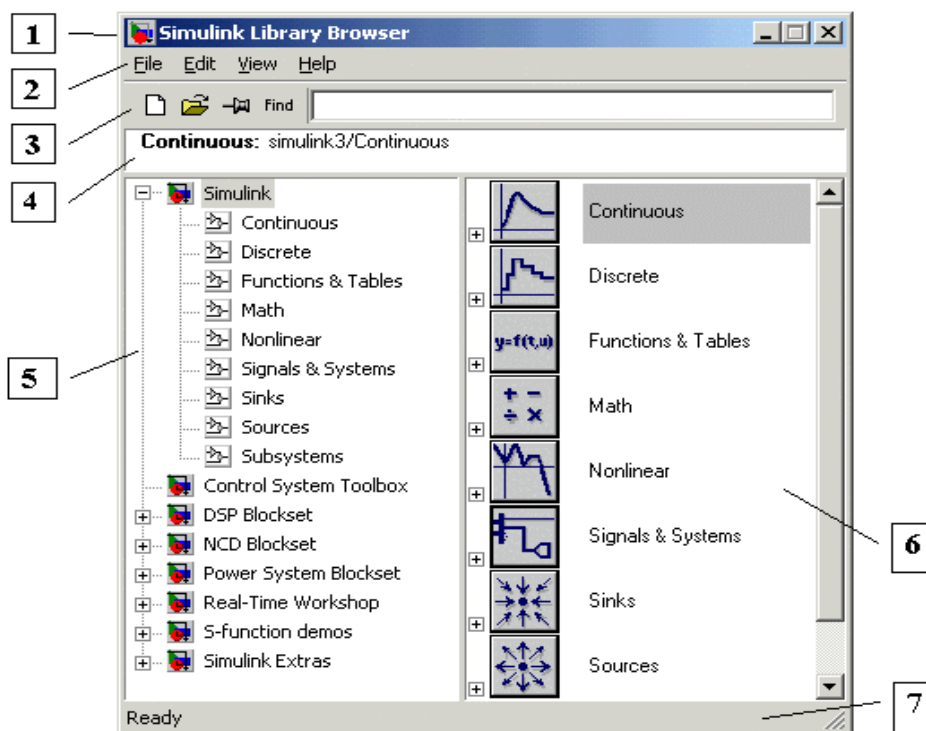 1
Simulink Library Browser
2
File Edit View Help
3
Find
4
Continuous: simulink3/Continuous
5
Simulink
Continuous
Discrete
Functions & Tables
Math
Nonlinear
Signals & Systems
Sinks
Sources
Subsystems
Control System Toolbox
DSP Blockset
NCD Blockset
Power System Blockset
Real-Time Workshop
S-function demos
Simulink Extras
Continuous
Discrete
y=f(t,u) Functions & Tables
+ −
÷ × Math
Nonlinear
Signals & Systems
Sinks
Sources
6
Ready
7